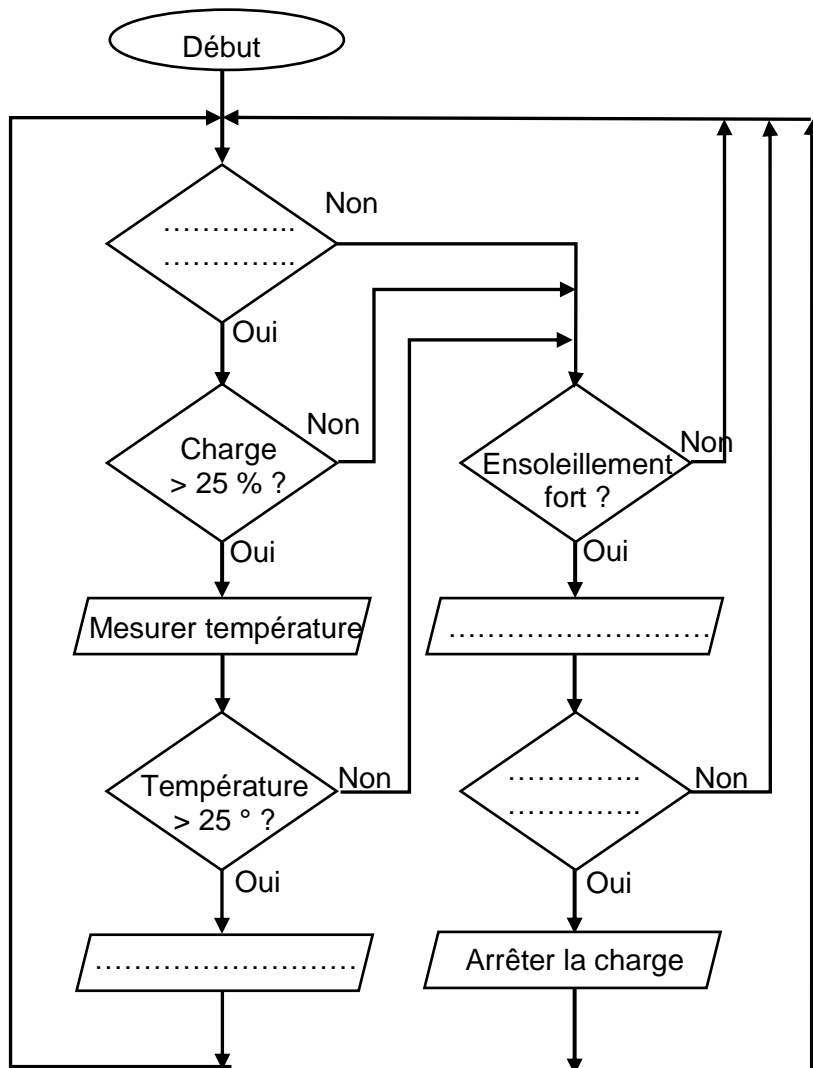 Début
Non
…………..
…………..
Oui
Non
Charge
> 25 % ?
Non
Ensoleillement
fort ?
Oui
Oui
Mesurer température
………………………
Température
> 25 ° ?
Non
…………..
…………..
Non
Oui
Oui
………………………
Arrêter la charge